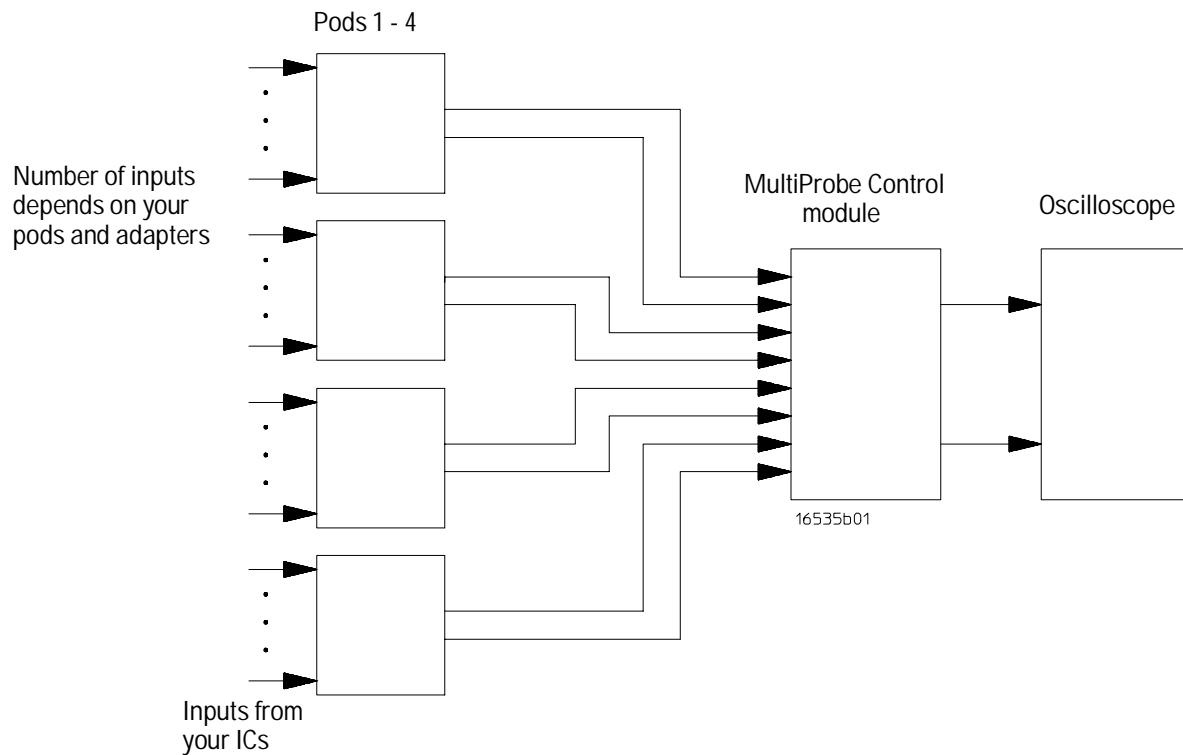 Pods 1 - 4
Number of inputs
depends on your
pods and adapters
MultiProbe Control
module
Oscilloscope
16535b01
Inputs from
your ICs